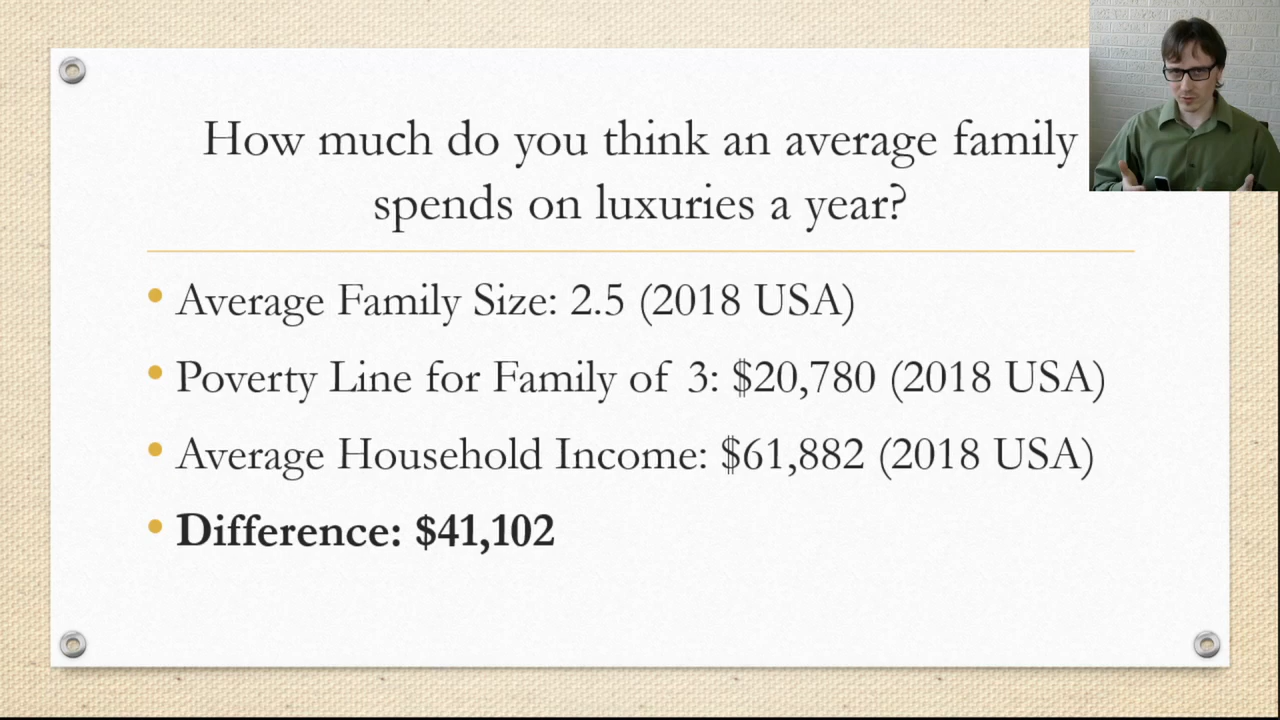 How much do you think an average family
spends on luxuries a year?
• Average Family Size: 2.5 (2018 USA)
• Poverty Line for Family of 3: $20,780 (2018 USA)
• Average Household Income: $61,882 (2018 USA)
• Difference: $41,102